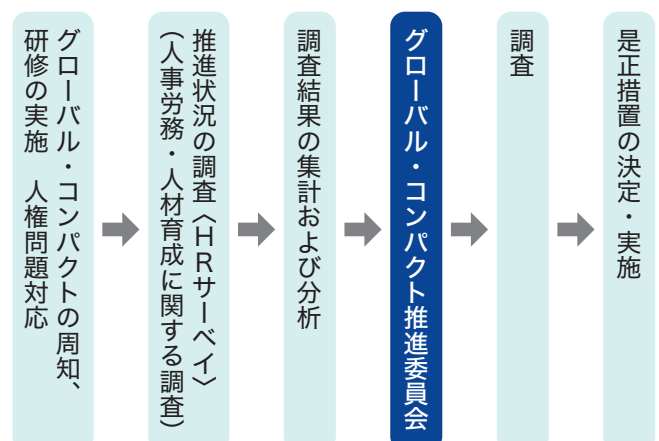 グローバル・コンパクトの周知、
研修の実施　人権問題対応
推進状況の調査〈HRサーベイ〉
(人事労務・人材育成に関する調査)
調査結果の集計および分析
グローバル・コンパクト推進委員会
調査
是正措置の決定・実施